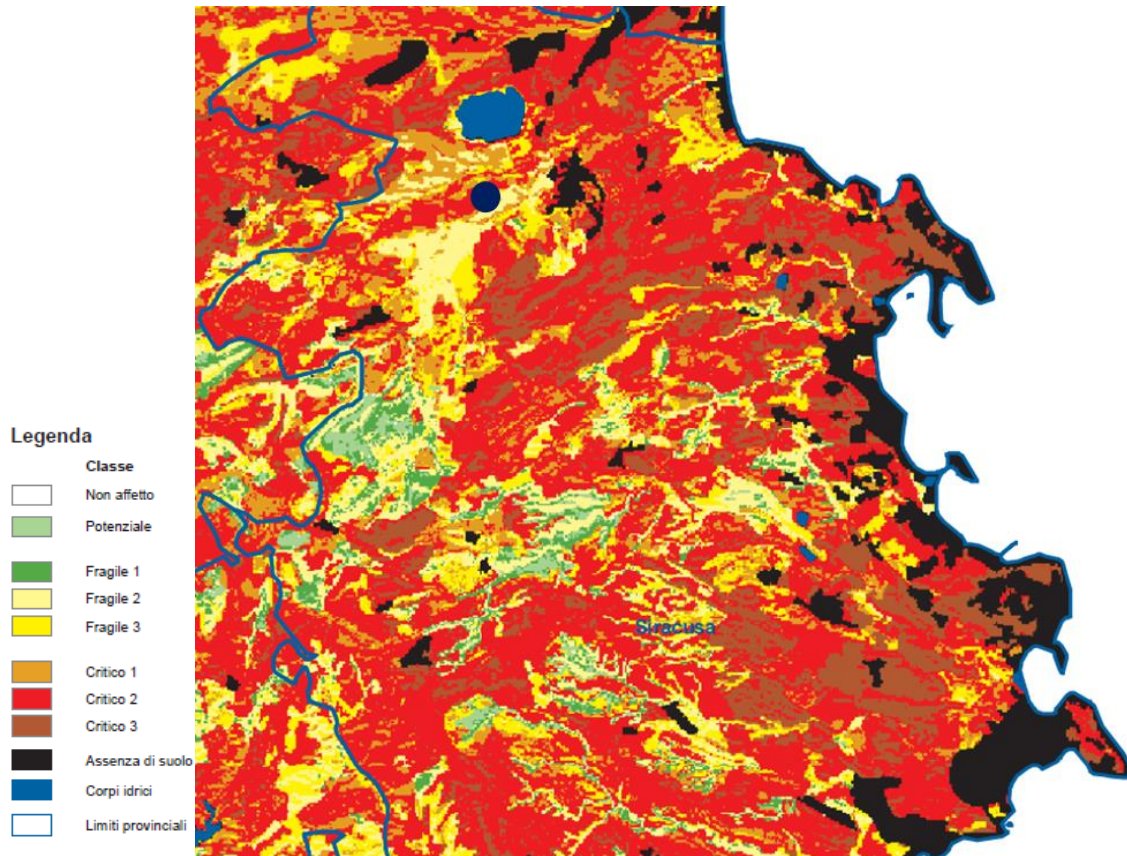 Legenda
Classe
Non affetto
Potenziale
Fragile 1
Fragile 2
Fragile 3
Critico 1
Critico 2
Critico 3
Assenza di suolo
Corpi idrici
Limiti provinciali
Siracusa